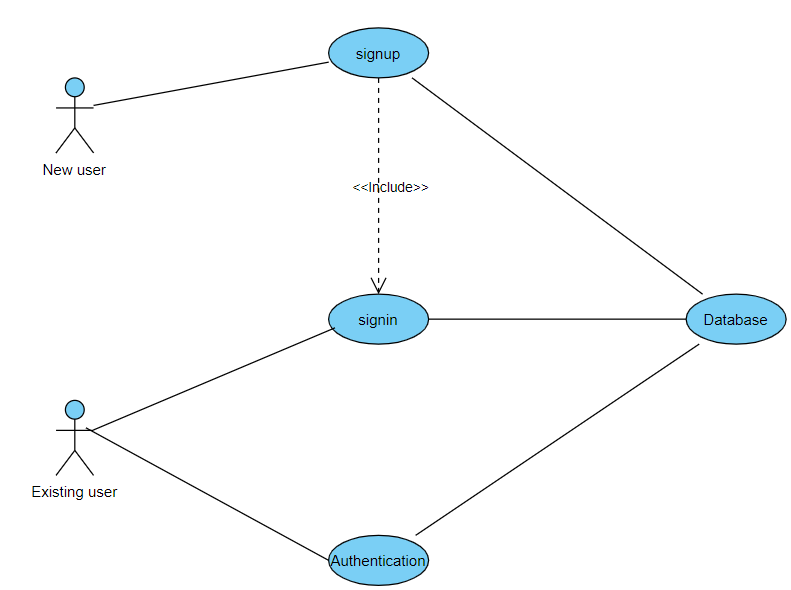 signup
New user
<<Include>>
signin
Database
Existing user
Authentication